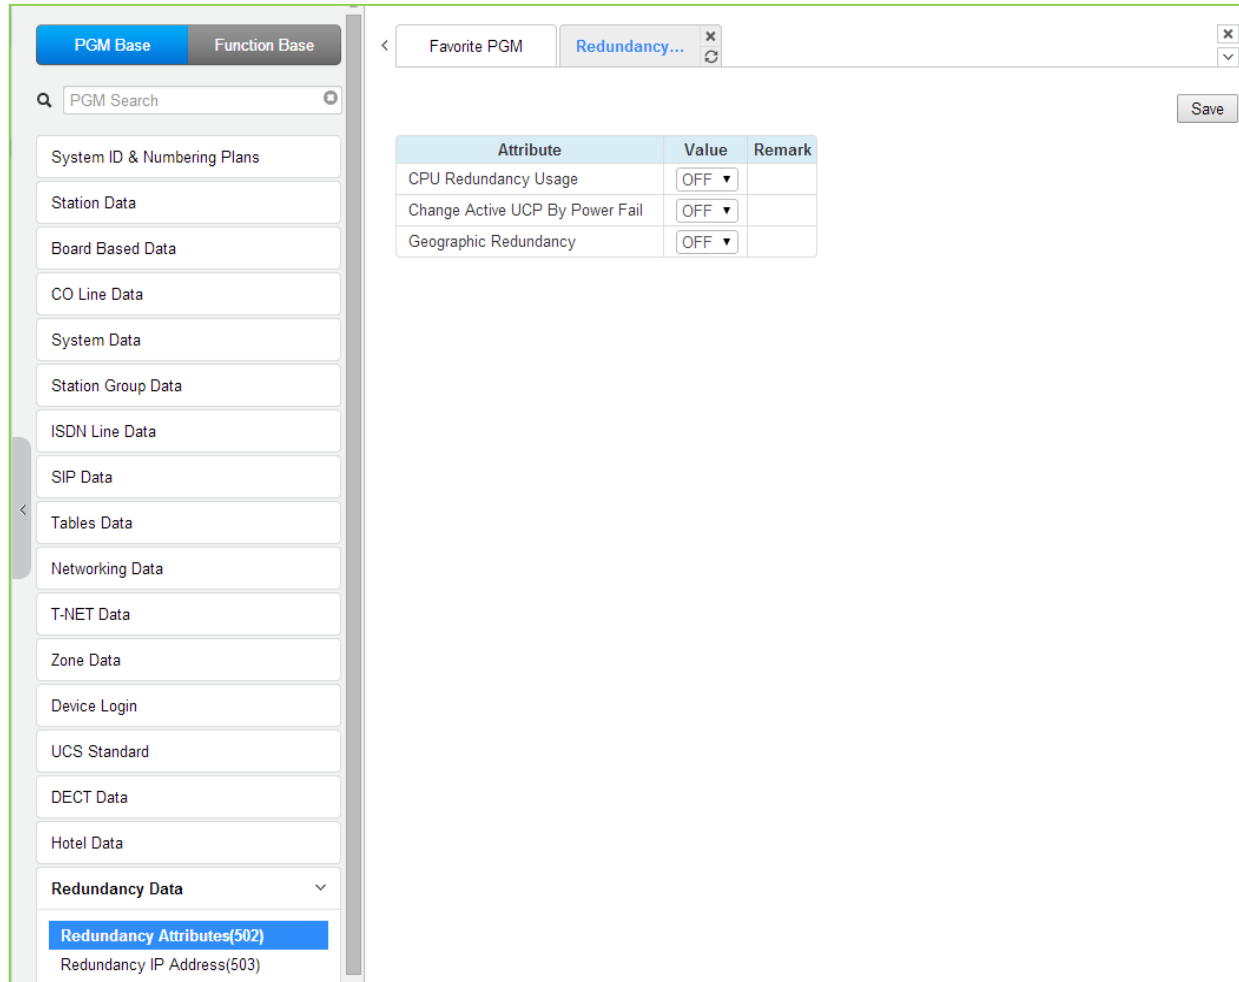 PGM Base Function Base
PGM Search
System ID & Numbering Plans
Station Data
Board Based Data
CO Line Data
System Data
Station Group Data
ISDN Line Data
SIP Data
Tables Data
Networking Data
T-NET Data
Zone Data
Device Login
UCS Standard
DECT Data
Hotel Data
Redundancy Data
Redundancy Attributes(502)
Redundancy IP Address(503)
Favorite PGM Redundancy...
Save
Attribute Value Remark
CPU Redundancy Usage OFF
Change Active UCP By Power Fail OFF
Geographic Redundancy OFF